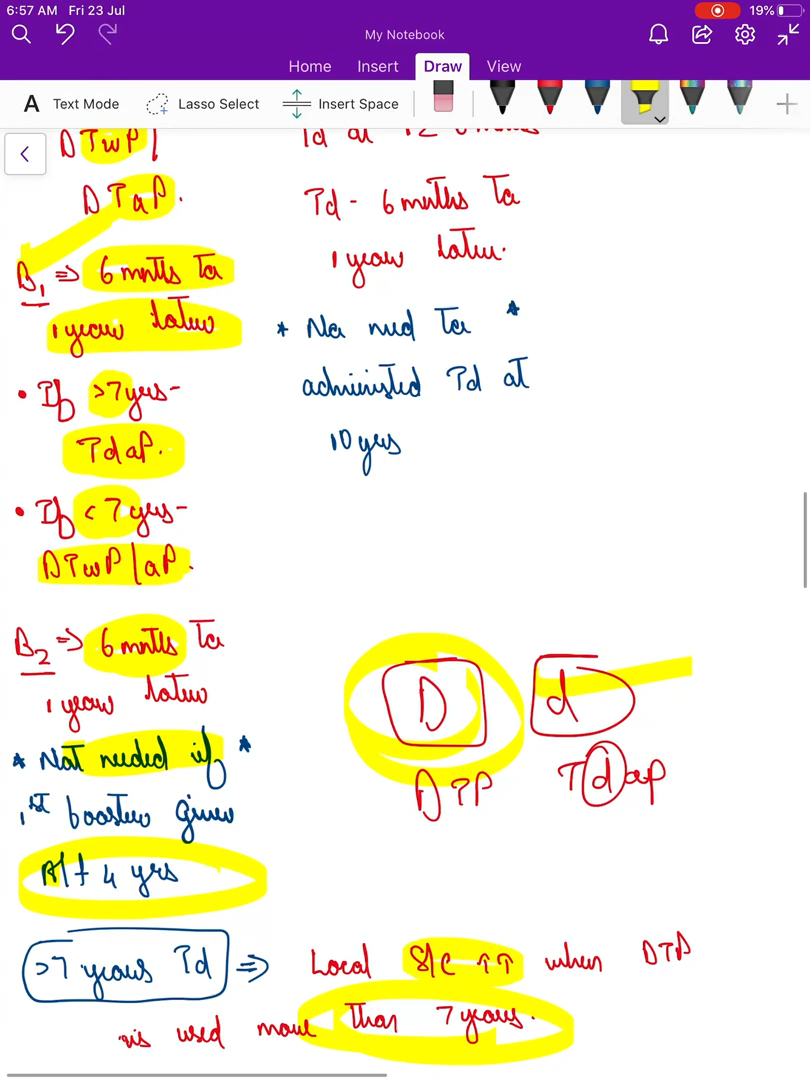 6:57 AM Fri 23 Jul
19%
My Notebook
Home Insert Draw View
Text Mode Lasso Select Insert Space
DTwP/
DTaP.
B1 => 6 mnths To
1 year later
• If >7 yrs-
TdaP.
• If < 7 yrs-
DTwP/aP.
B2 => 6 mnths To
1 year later
* Not needed if *
1st booster given
Aft 4 yrs
Td at 12
Td - 6 mnths To
1 year later.
* No need To *
administed Td at
10 yrs
D d
DTP Tdap
>7 years Td => Local S/E ↑↑ when DTP
is used more Than 7 years.